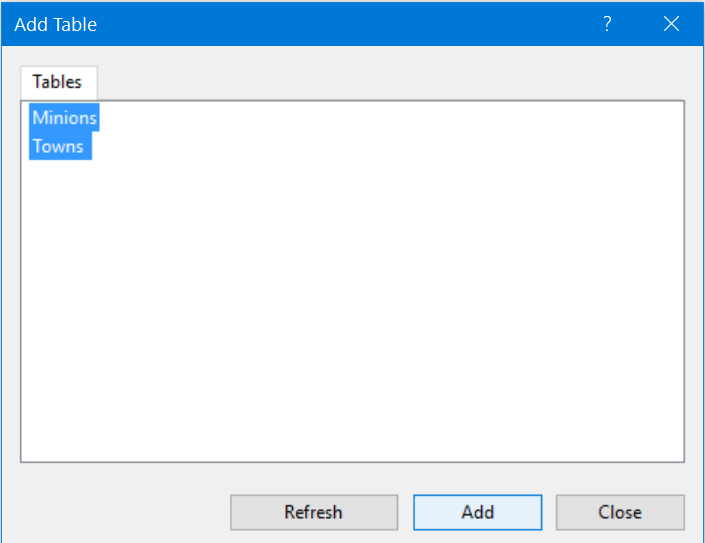 Add Table ?
Tables
Minions
Towns
Refresh Add Close